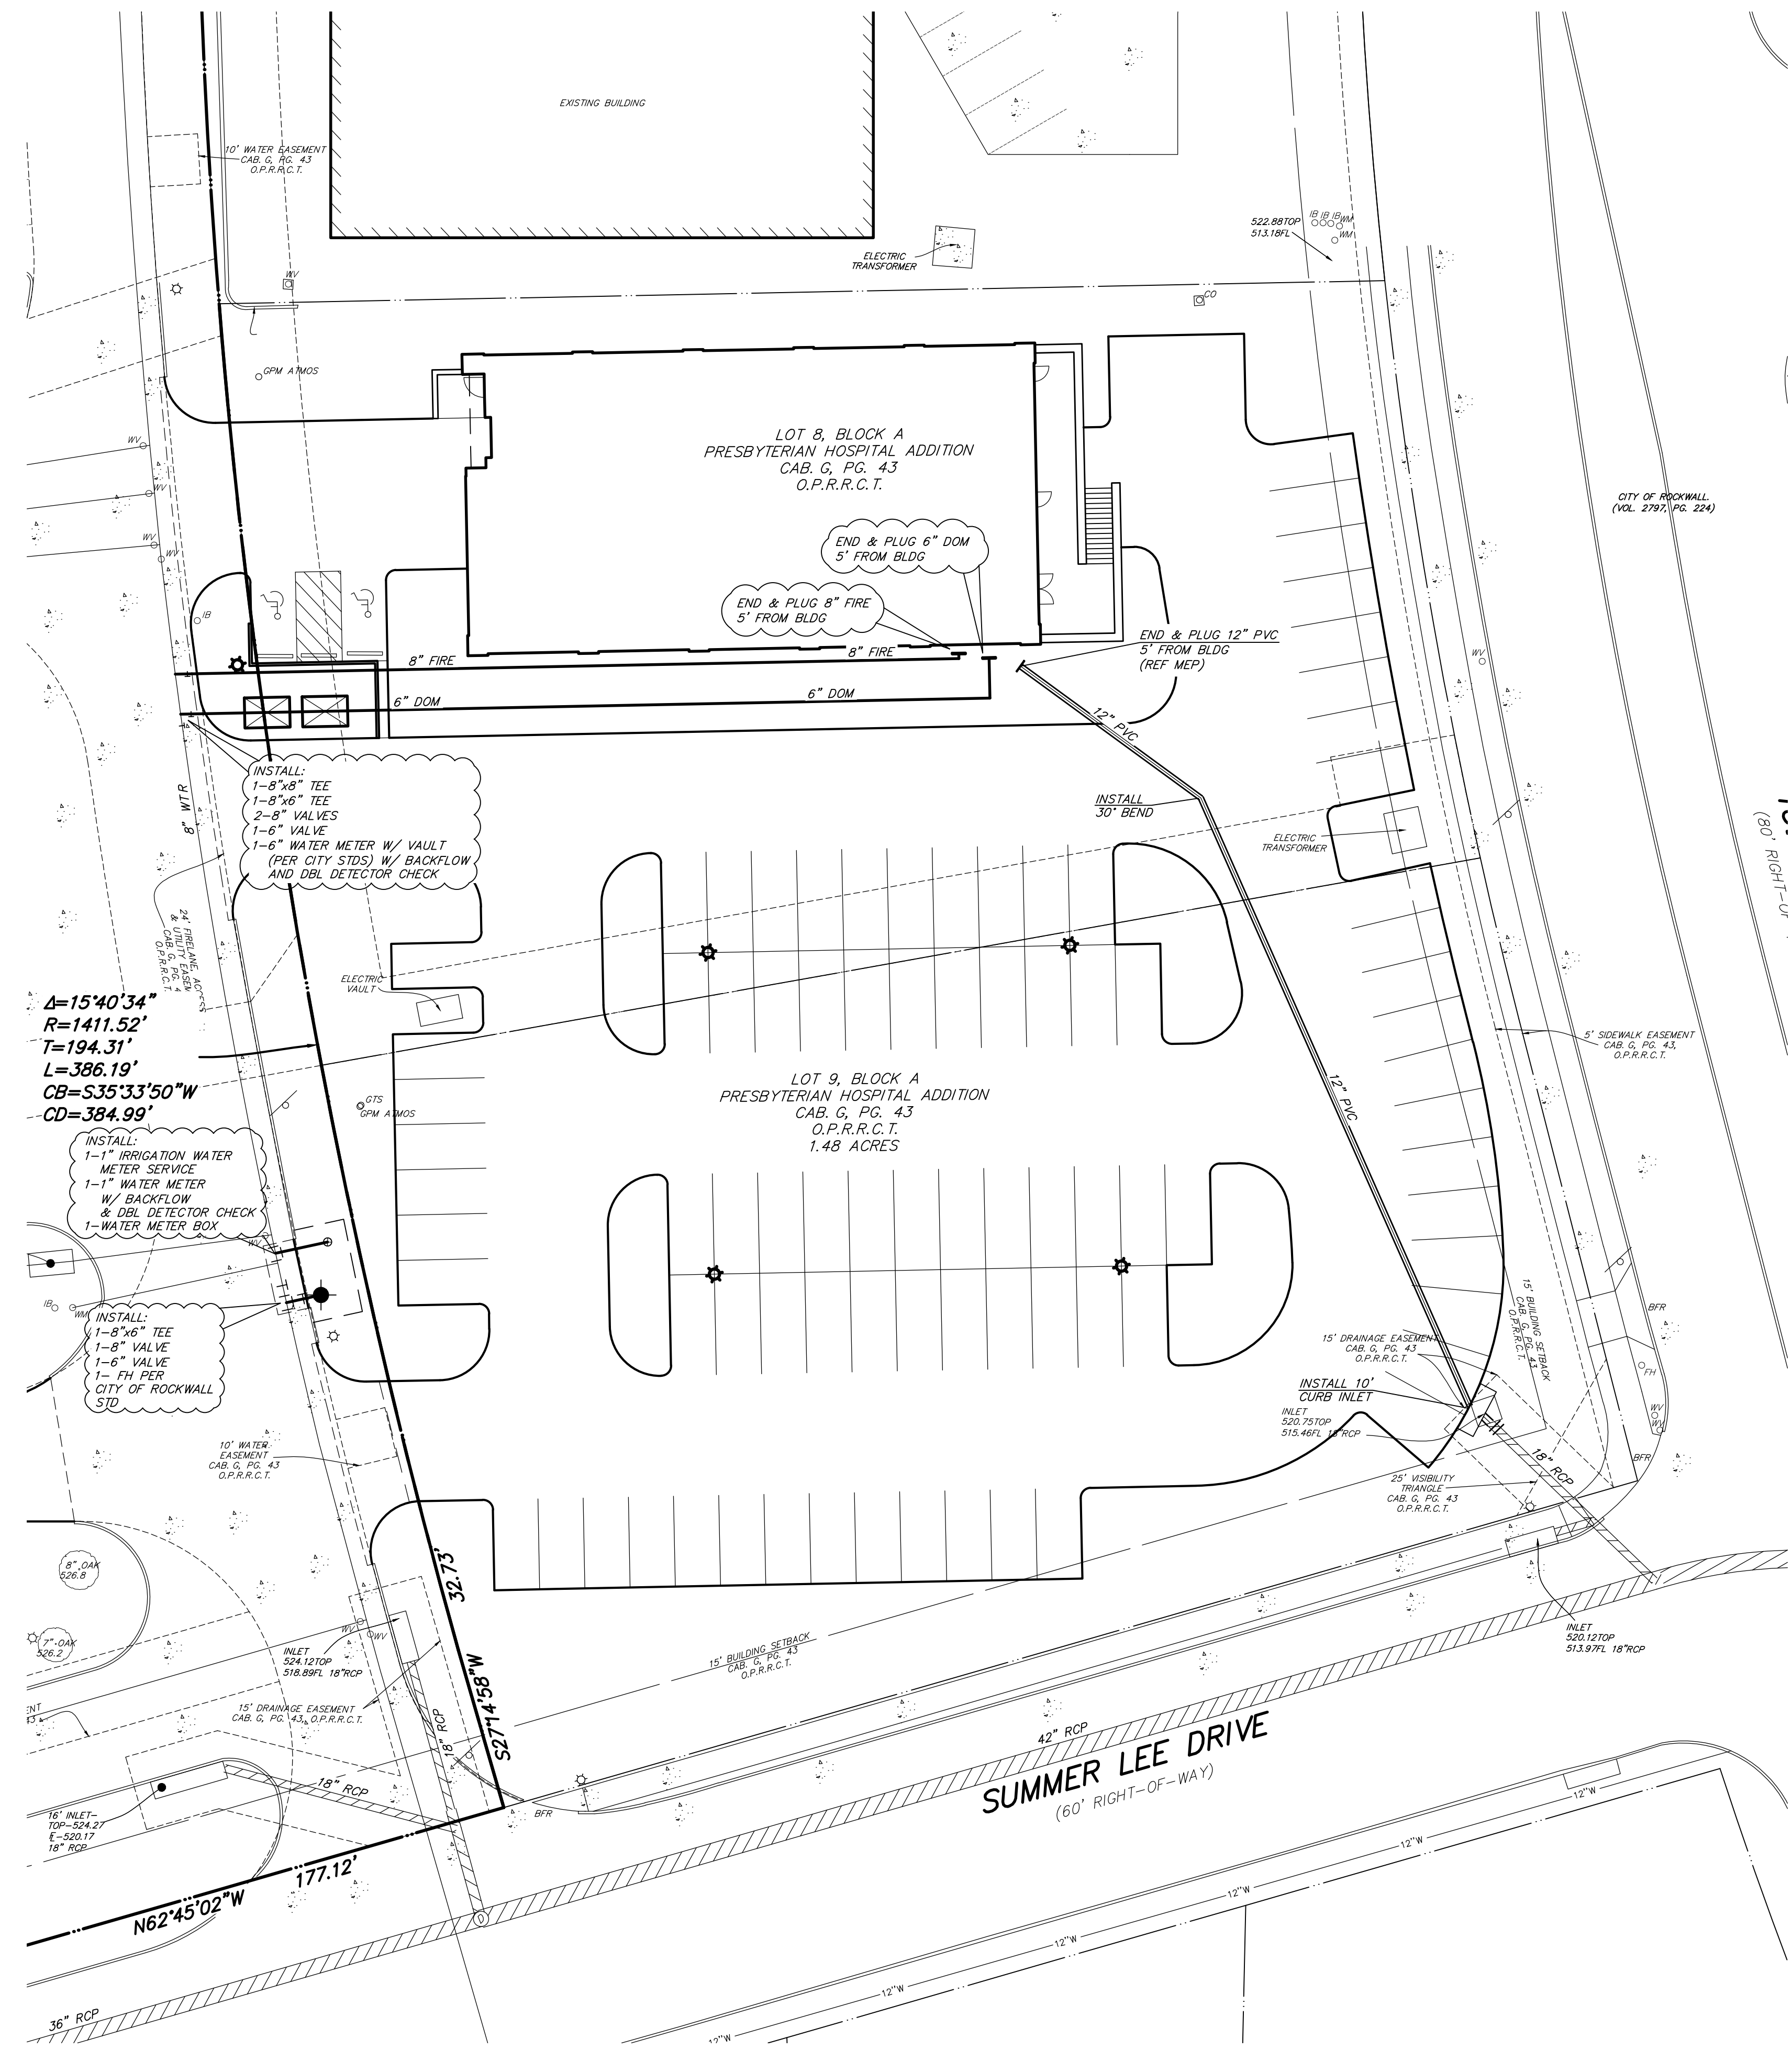 EXISTING BUILDING
10' WATER EASEMENT
CAB. G, PG. 43
O.P.R.R.C.T.
ELECTRIC
TRANSFORMER
522.88TOP
513.18FL
IB IB IB WM
WM
WV
CO
GPM ATMOS
LOT 8, BLOCK A
PRESBYTERIAN HOSPITAL ADDITION
CAB. G, PG. 43
O.P.R.R.C.T.
WV
WV
WV
WV
IB
CITY OF ROCKWALL.
(VOL. 2797, PG. 224)
END & PLUG 6" DOM
5' FROM BLDG
END & PLUG 8" FIRE
5' FROM BLDG
END & PLUG 12" PVC
5' FROM BLDG
(REF MEP)
WV
8" FIRE
8" FIRE
6" DOM
6" DOM
12" PVC
INSTALL:
1-8"x8" TEE
1-8"x6" TEE
2-8" VALVES
1-6" VALVE
1-6" WATER METER W/ VAULT
(PER CITY STDS) W/ BACKFLOW
AND DBL DETECTOR CHECK
8" WTR
INSTALL
30° BEND
ELECTRIC
TRANSFORMER
(80' RIGHT-OF
24' FIRELANE, ACCESS
& UTILITY EASEM
CAB. G, PG. 4
O.P.R.R.C.T.
ELECTRIC
VAULT
Δ=15°40'34"
R=1411.52'
T=194.31'
L=386.19'
CB=S35°33'50"W
CD=384.99'
5' SIDEWALK EASEMENT
CAB. G, PG. 43,
O.P.R.R.C.T.
GTS
GPM ATMOS
LOT 9, BLOCK A
PRESBYTERIAN HOSPITAL ADDITION
CAB. G, PG. 43
O.P.R.R.C.T.
1.48 ACRES
12" PVC
INSTALL:
1-1" IRRIGATION WATER
METER SERVICE
1-1" WATER METER
W/ BACKFLOW
& DBL DETECTOR CHECK
1-WATER METER BOX
WV
IB
WM
INSTALL:
1-8"x6" TEE
1-8" VALVE
1-6" VALVE
1- FH PER
CITY OF ROCKWALL
STD
15' BUILDING SETBACK
CAB. G, PG. 43
O.P.R.R.C.T.
BFR
15' DRAINAGE EASEMENT
CAB. G, PG. 43
O.P.R.R.C.T.
FH
INSTALL 10'
CURB INLET
INLET
520.75TOP
515.46FL 18"RCP
WV
WV
BFR
18" RCP
25' VISIBILITY
TRIANGLE
CAB. G, PG. 43
O.P.R.R.C.T.
10' WATER
EASEMENT
CAB. G, PG. 43
O.P.R.R.C.T.
8" OAK
526.8
7" OAK
526.2
32.73'
S27°14'58"W
WV
WV
INLET
524.12TOP
518.89FL 18"RCP
15' DRAINAGE EASEMENT
CAB. G, PG. 43, O.P.R.R.C.T.
18" RCP
15' BUILDING SETBACK
CAB. G, PG. 43
O.P.R.R.C.T.
INLET
520.12TOP
513.97FL 18"RCP
42" RCP
SUMMER LEE DRIVE
(60' RIGHT-OF-WAY)
18" RCP
BFR
16' INLET-
TOP-524.27
FL-520.17
18" RCP
177.12'
N62°45'02"W
D
36" RCP
12"W
12"W
12"W
12"W
12"W
12"W